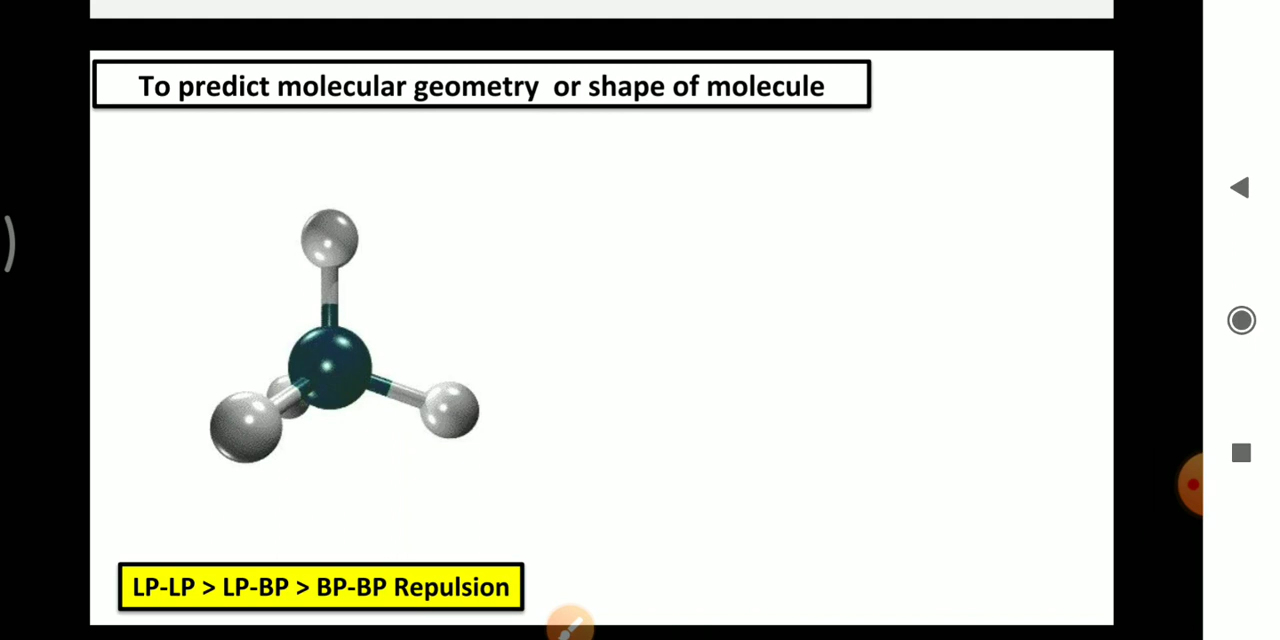 To predict molecular geometry or shape of molecule
LP-LP > LP-BP > BP-BP Repulsion